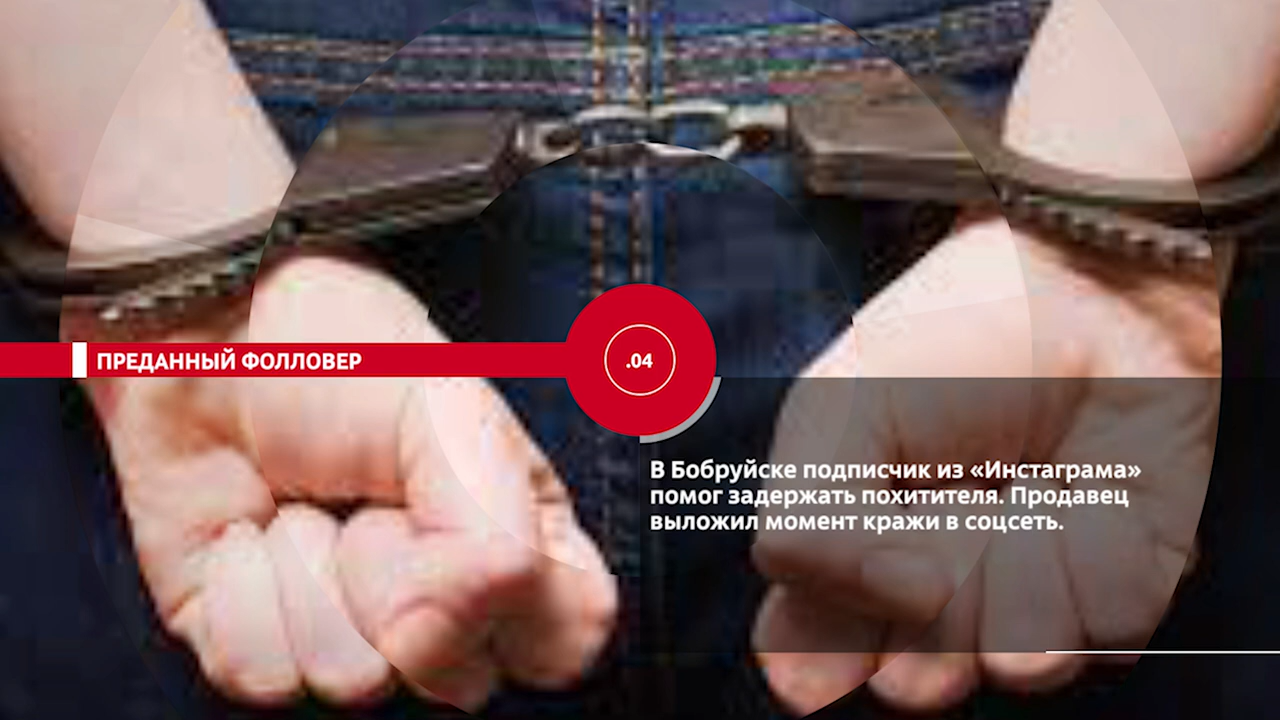 ПРЕДАННЫЙ ФОЛЛОВЕР
.04
В Бобруйске подписчик из «Инстаграма»
помог задержать похитителя. Продавец
выложил момент кражи в соцсеть.